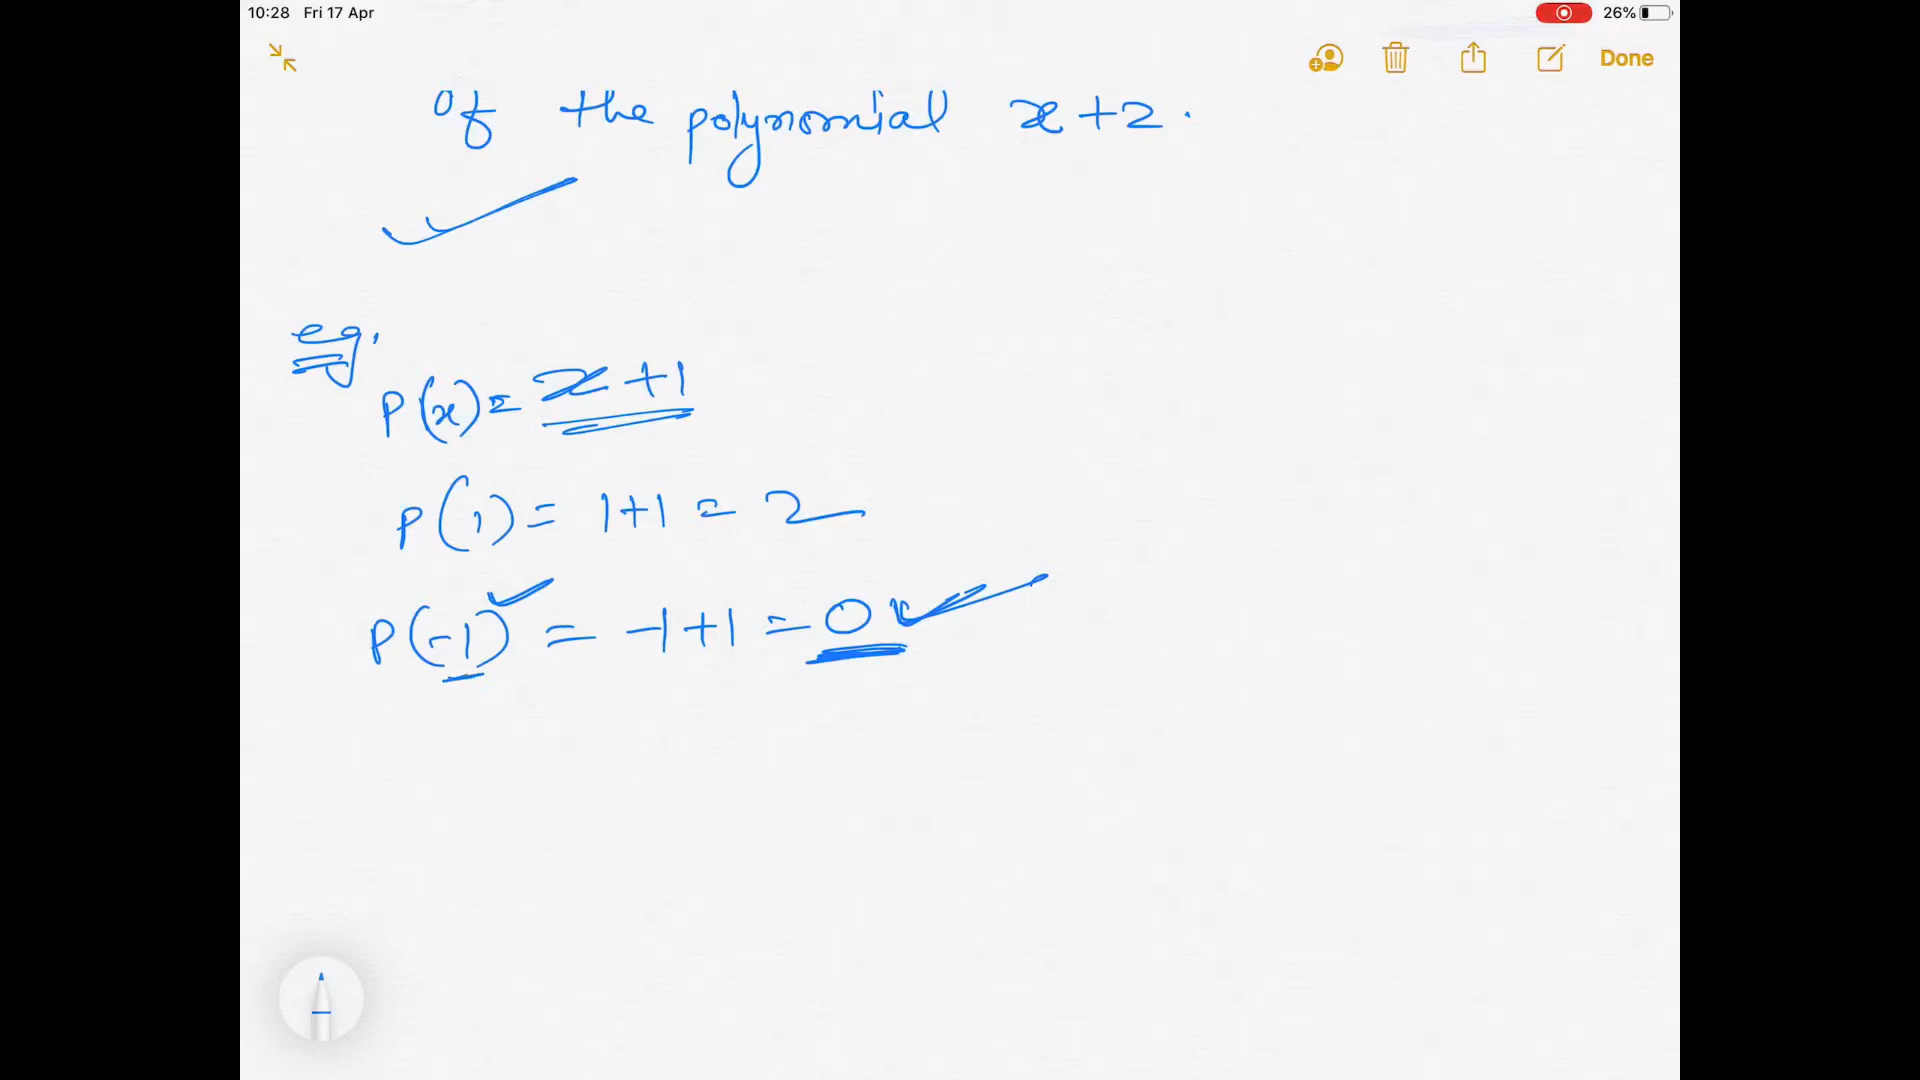 10:28 Fri 17 Apr 26%
Done
of the polynomial x+2.
eg.
p(x) = x+1
p(1) = 1+1 = 2
p(-1) = -1+1 = 0